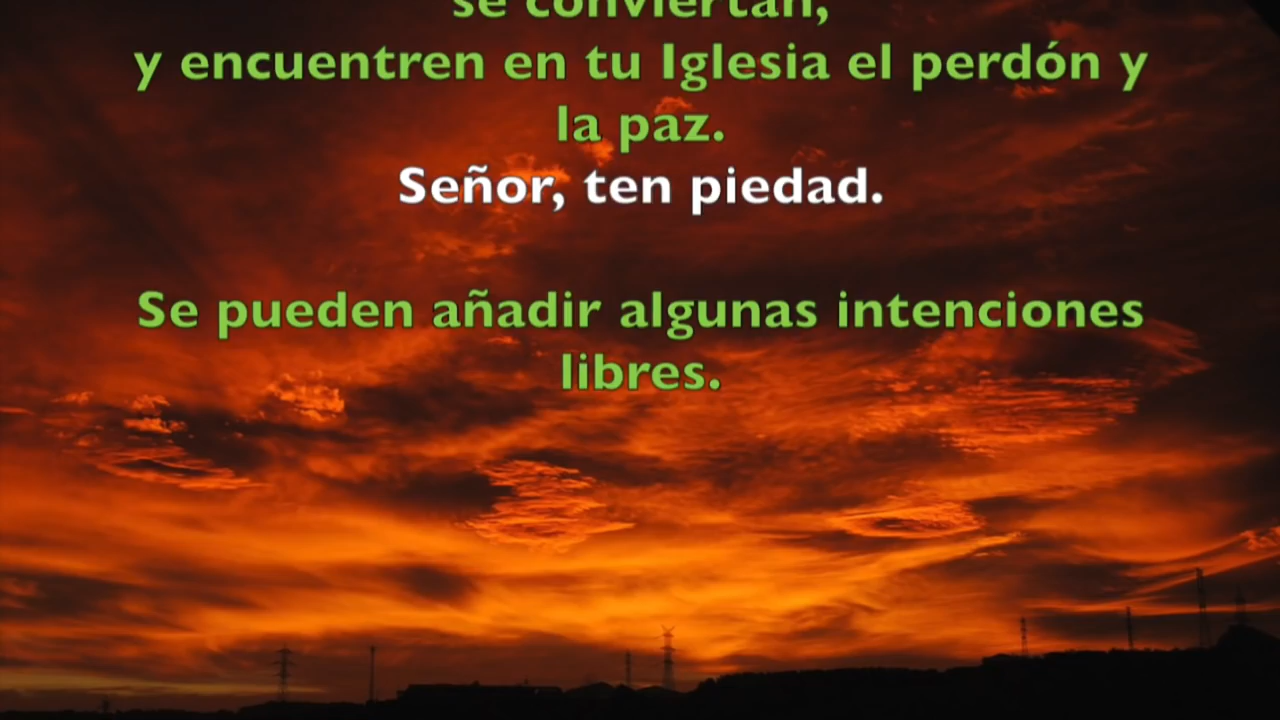 se conviertan,
y encuentren en tu Iglesia el perdón y
la paz.
Señor, ten piedad.
Se pueden añadir algunas intenciones
libres.